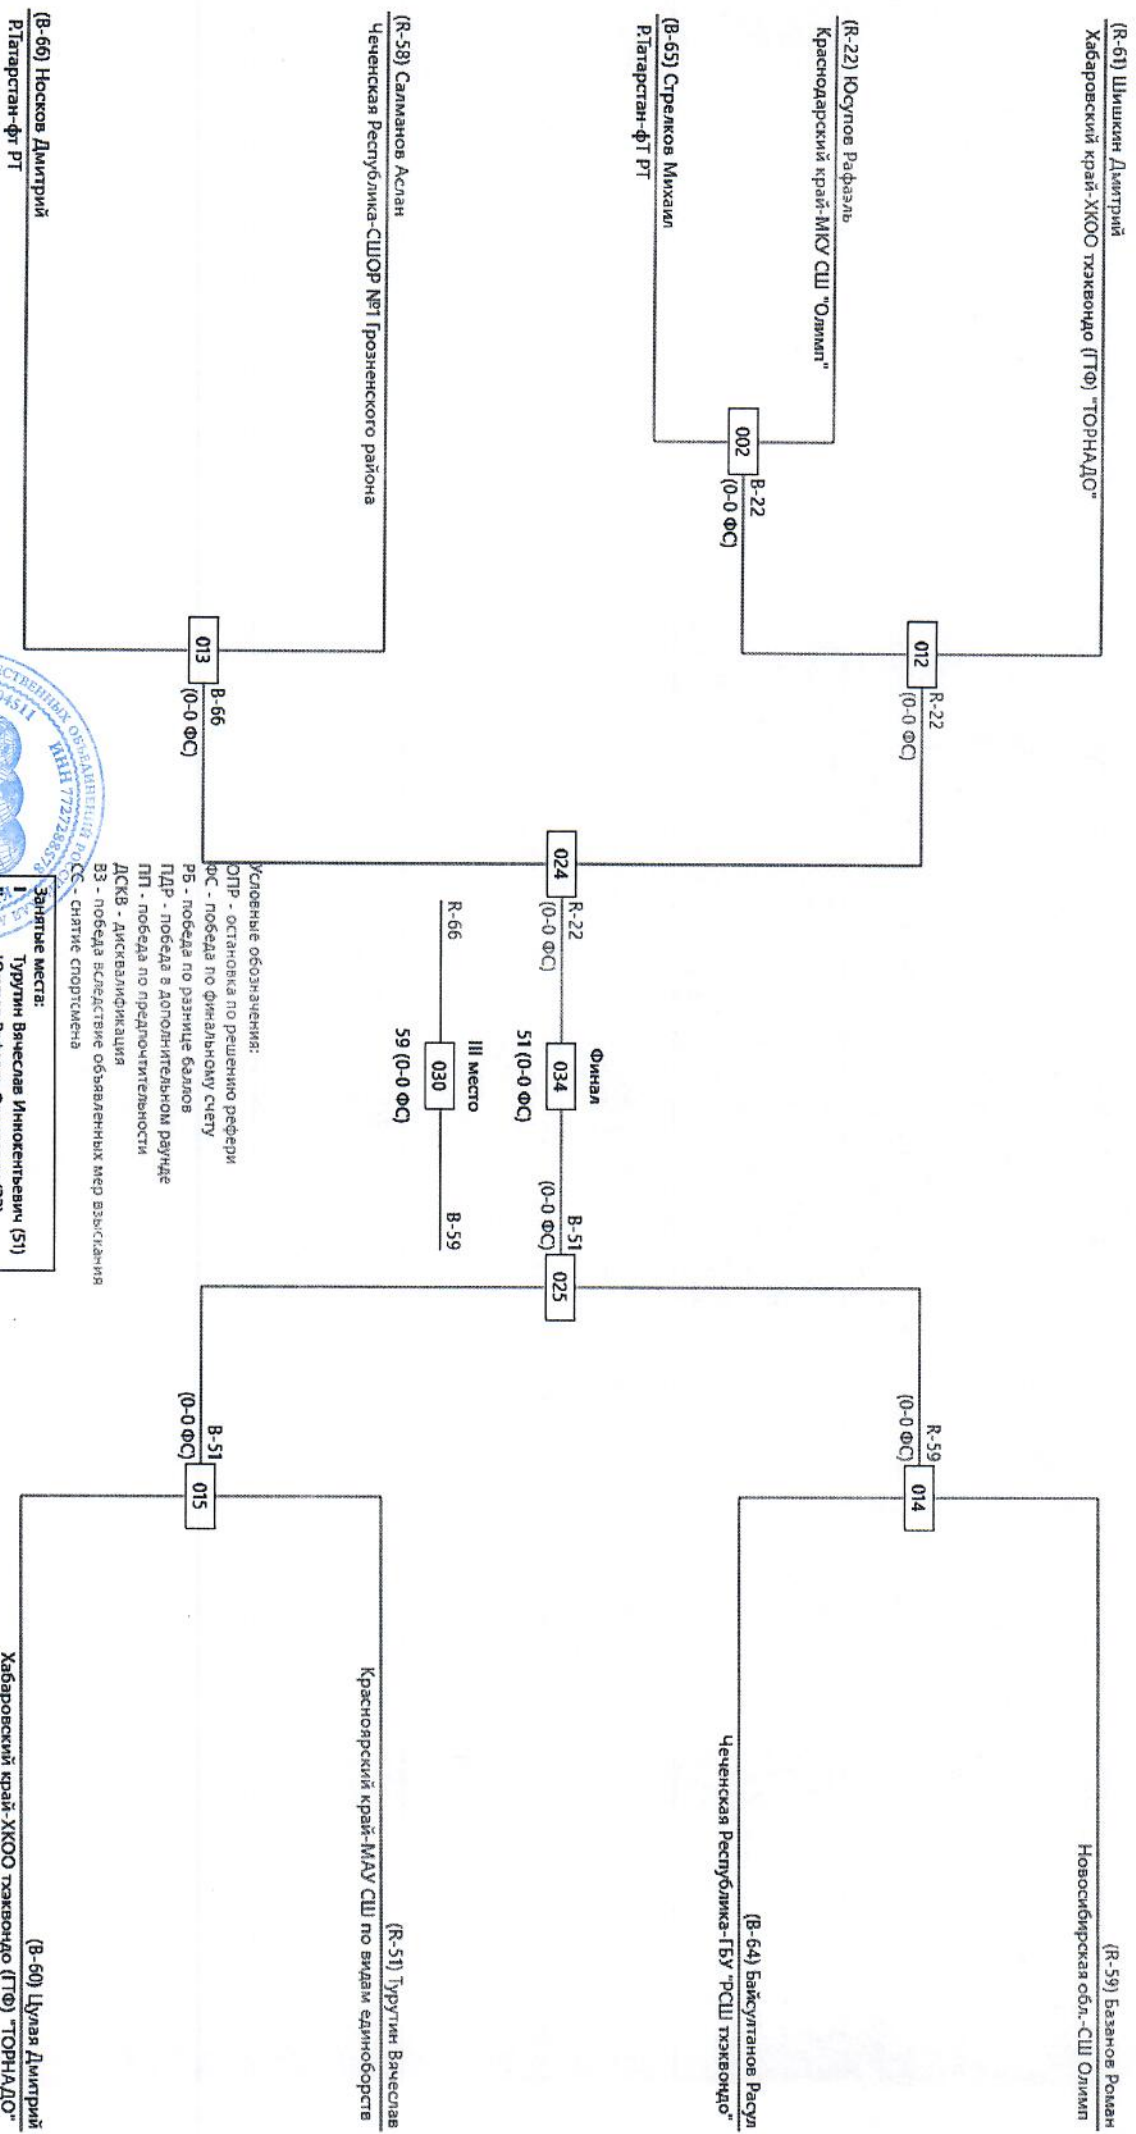 (R-61) Шишкин Дмитрий
Хабаровский край-ХКОО тхэквондо (ГТФ) "ТОРНАДО"
(R-22) Юсупов Рафаэль
Краснодарский край-МКУ СШ "Олимп"
(B-65) Стрелков Михаил
Р.Татарстан-фТ РТ
(R-58) Салманов Аслан
Чеченская Республика-СШОР №1 Грозненского района
(B-66) Носков Дмитрий
Р.Татарстан-фт РТ
002
B-22
(0-0 ФС)
012
R-22
(0-0 ФС)
013
B-66
(0-0 ФС)
024
R-22
(0-0 ФС)
Финал
034
51 (0-0 ФС)
B-51
(0-0 ФС)
025
III место
R-66
030
B-59
59 (0-0 ФС)
R-59
(0-0 ФС)
014
B-51
(0-0 ФС)
015
(R-59) Базанов Роман
Новосибирская обл.-СШ Олимп
(B-64) Байсултанов Расул
Чеченская Республика-ГБУ "РСШ тхэквондо"
(R-51) Турутин Вячеслав
Красноярский край-МАУ СШ по видам единоборств
(B-60) Цулая Дмитрий
Хабаровский край-ХКОО тхэквондо (ГТФ) "ТОРНАДО"
Условные обозначения:
ОПР - остановка по решению рефери
ФС - победа по финальному счету
РБ - победа по разнице баллов
ПДР - победа в дополнительном раунде
ПП - победа по предпочтительности
ДСКВ - дисквалификация
ВЗ - победа вследствие объявленных мер взыскания
СС - снятие спортсмена
Занятые места:
I Турутин Вячеслав Иннокентьевич (51)
ОБЪЕДИНЕНИЙ
ИНН 7727288578
04511